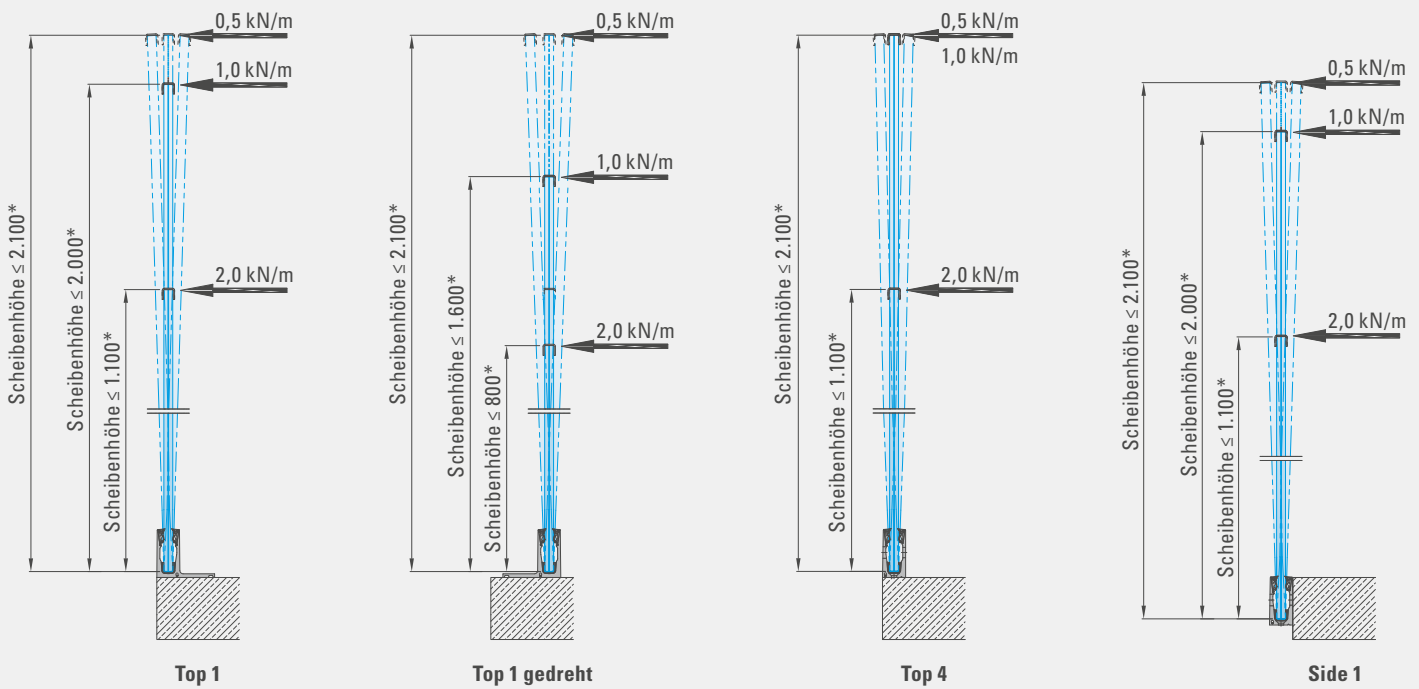 0,5 kN/m
1,0 kN/m
2,0 kN/m
Scheibenhöhe ≤ 2.100*
Scheibenhöhe ≤ 2.000*
Scheibenhöhe ≤ 1.100*
Top 1
0,5 kN/m
1,0 kN/m
2,0 kN/m
Scheibenhöhe ≤ 2.100*
Scheibenhöhe ≤ 1.600*
Scheibenhöhe ≤ 800*
Top 1 gedreht
0,5 kN/m
1,0 kN/m
2,0 kN/m
Scheibenhöhe ≤ 2.100*
Scheibenhöhe ≤ 1.100*
Top 4
0,5 kN/m
1,0 kN/m
2,0 kN/m
Scheibenhöhe ≤ 2.100*
Scheibenhöhe ≤ 2.000*
Scheibenhöhe ≤ 1.100*
Side 1